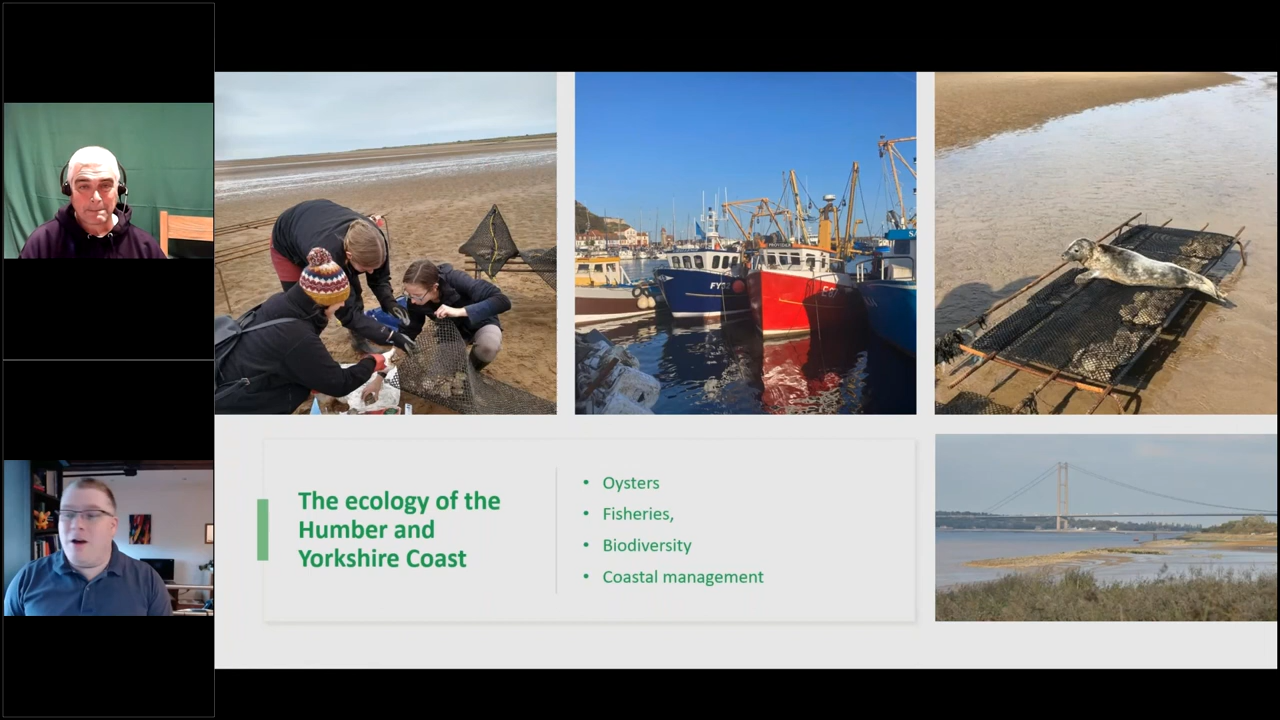 The ecology of the
Humber and
Yorkshire Coast
• Oysters
• Fisheries,
• Biodiversity
• Coastal management